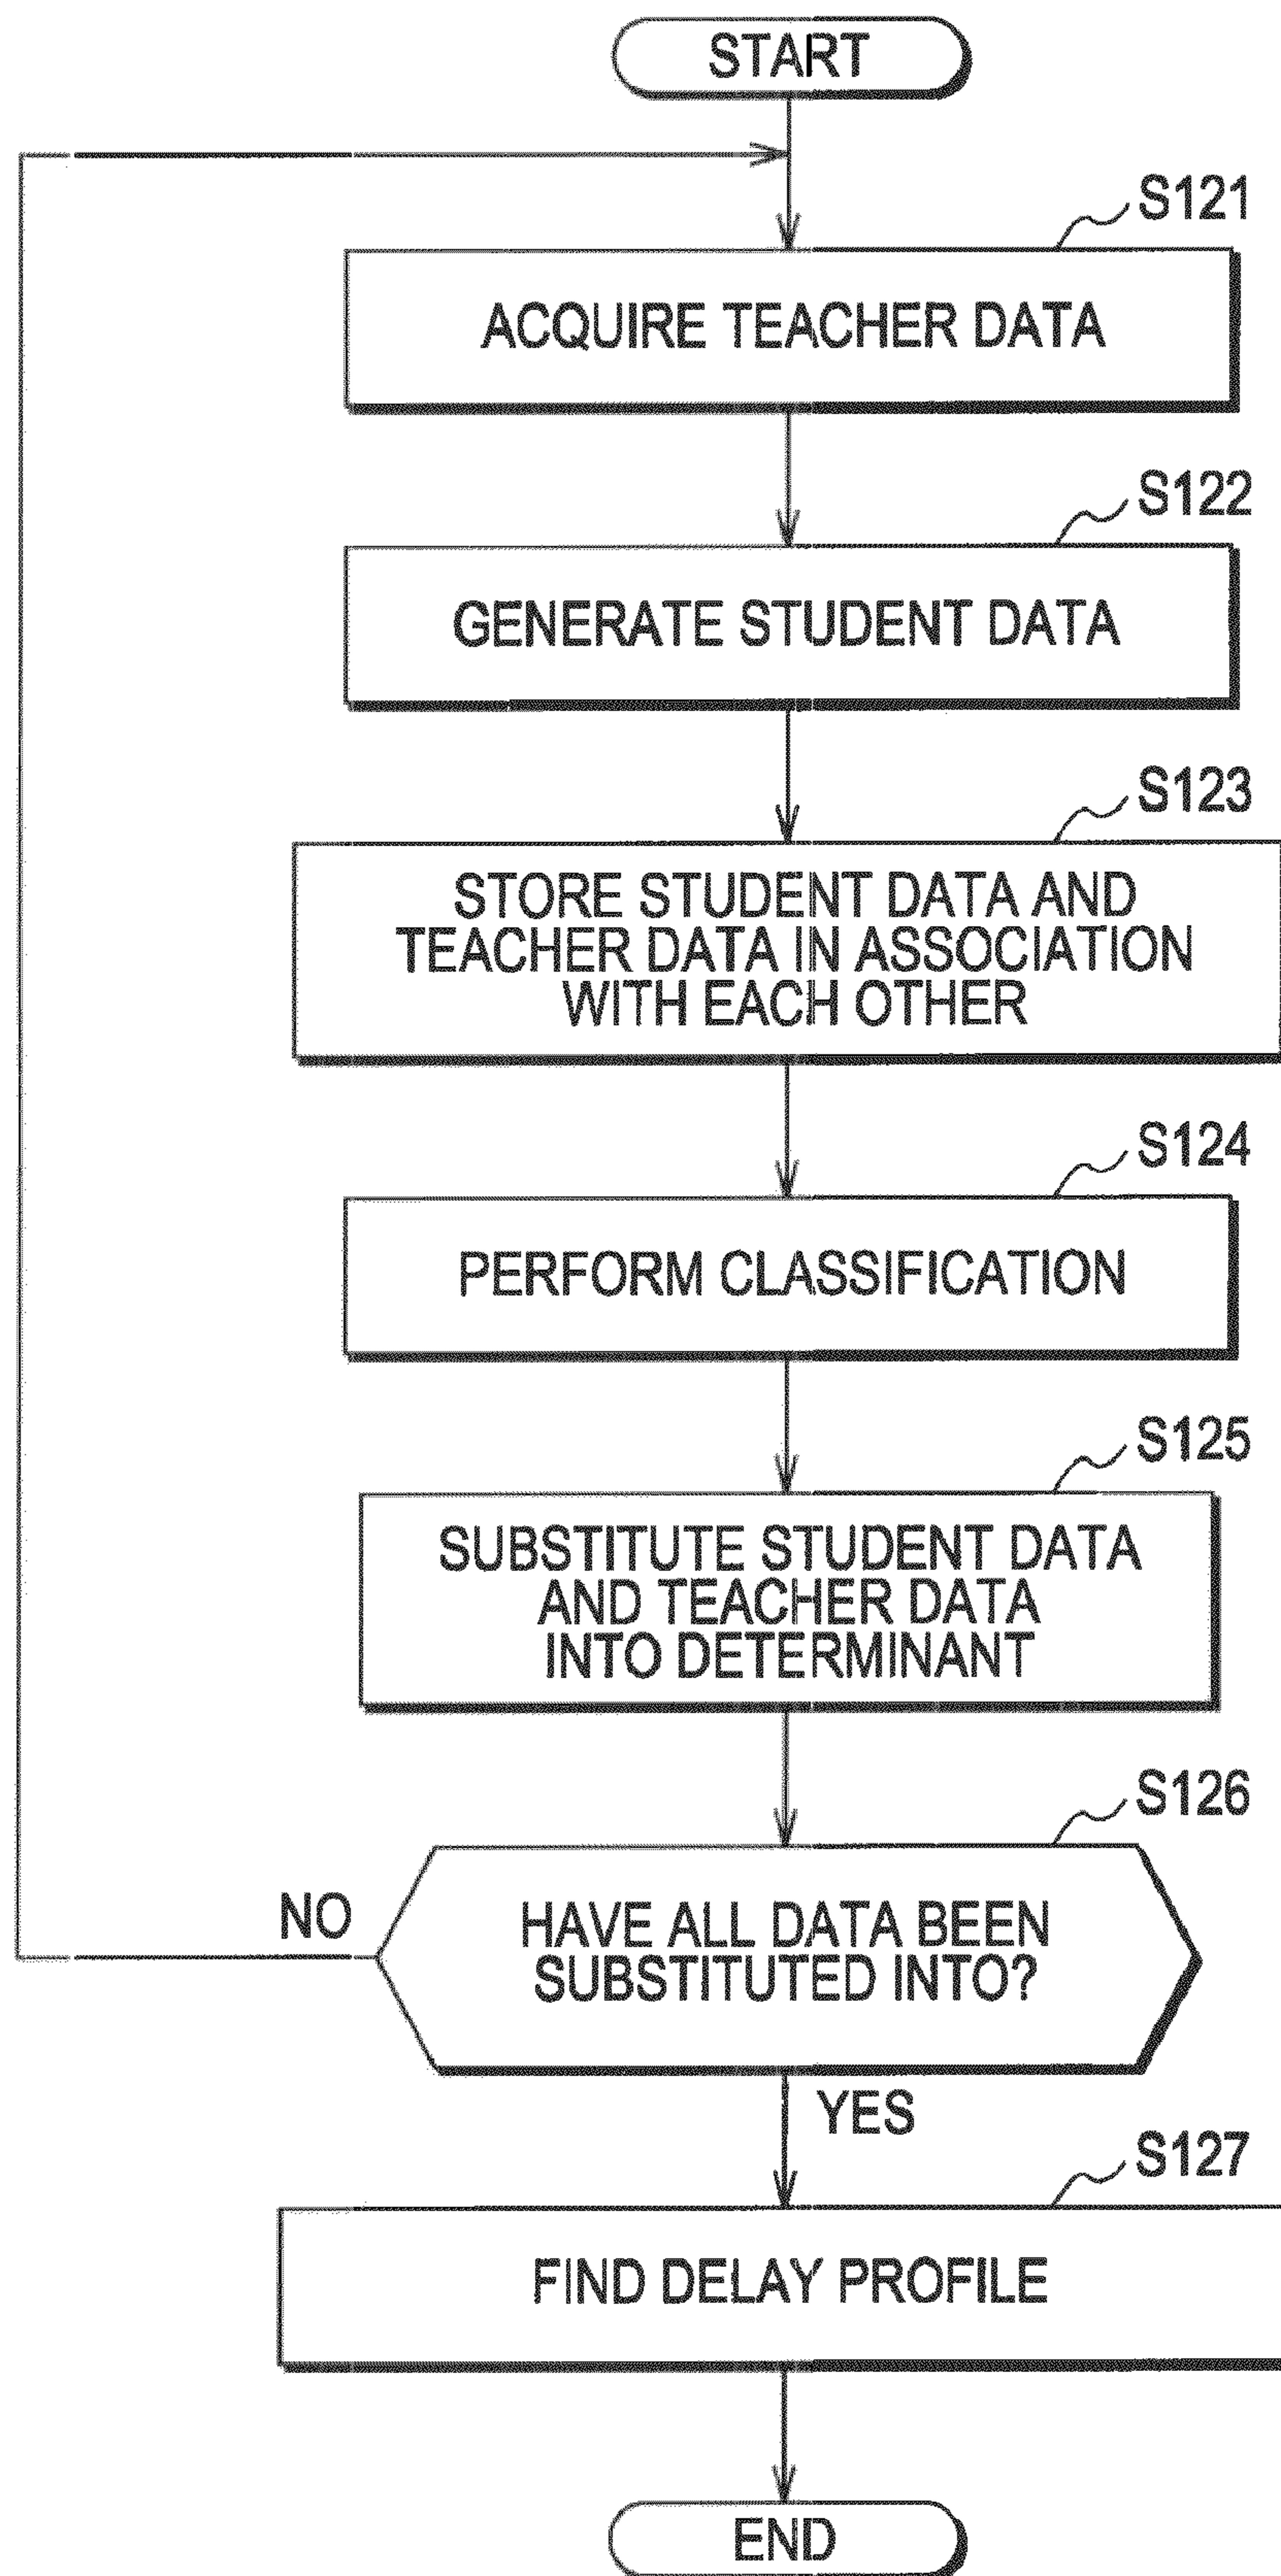 START
S121
ACQUIRE TEACHER DATA
S122
GENERATE STUDENT DATA
S123
STORE STUDENT DATA AND
TEACHER DATA IN ASSOCIATION
WITH EACH OTHER
S124
PERFORM CLASSIFICATION
S125
SUBSTITUTE STUDENT DATA
AND TEACHER DATA
INTO DETERMINANT
S126
NO
HAVE ALL DATA BEEN
SUBSTITUTED INTO?
YES
S127
FIND DELAY PROFILE
END